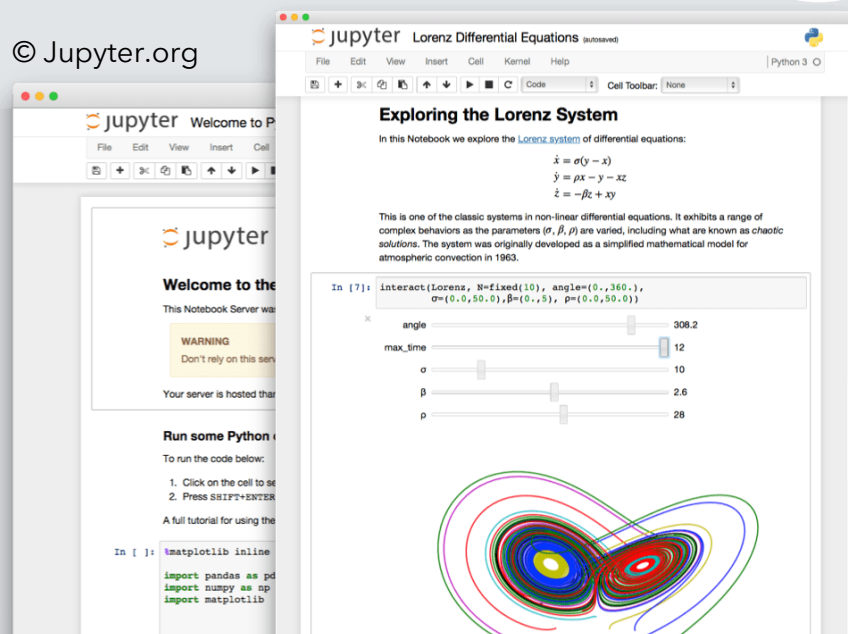 © Jupyter.org
jupyter Welcome to P
File Edit View Insert Cell
jupyter
Welcome to the
This Notebook Server was
WARNING
Don't rely on this serv
Your server is hosted than
Run some Python
To run the code below:
1. Click on the cell to se
2. Press SHIFT+ENTER
A full tutorial for using the
In [ ]: %matplotlib inline
import pandas as pd
import numpy as np
import matplotlib
jupyter Lorenz Differential Equations (autosaved)
File Edit View Insert Cell Kernel Help Python 3
Code Cell Toolbar: None
Exploring the Lorenz System
In this Notebook we explore the Lorenz system of differential equations:
ẋ = σ(y − x)
ẏ = ρx − y − xz
ż = −βz + xy
This is one of the classic systems in non-linear differential equations. It exhibits a range of
complex behaviors as the parameters (σ, β, ρ) are varied, including what are known as chaotic
solutions. The system was originally developed as a simplified mathematical model for
atmospheric convection in 1963.
In [7]: interact(Lorenz, N=fixed(10), angle=(0.,360.),
σ=(0.0,50.0),β=(0.,5), ρ=(0.0,50.0))
angle 308.2
max_time 12
σ 10
β 2.6
ρ 28